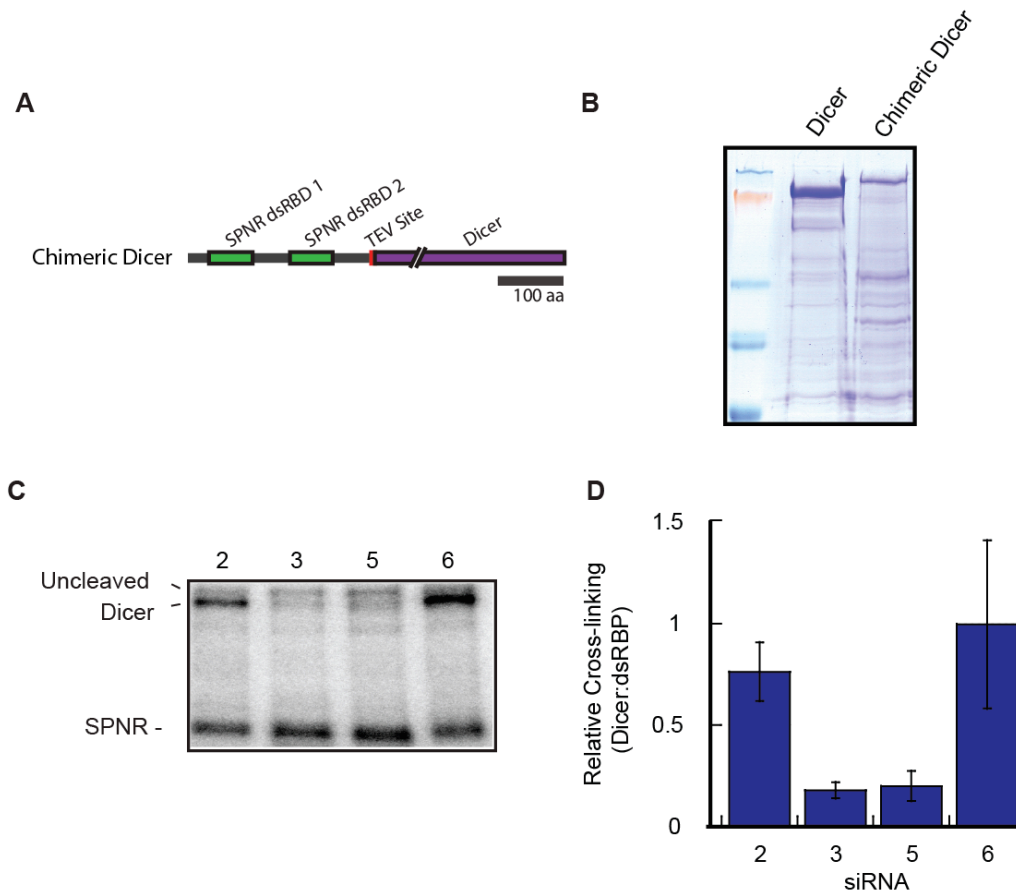 A
SPNR dsRBD 1
SPNR dsRBD 2
TEV Site
Dicer
Chimeric Dicer
100 aa
B
Dicer
Chimeric Dicer
C
2 3 5 6
Uncleaved
Dicer
SPNR -
D
Relative Cross-linking
(Dicer:dsRBP)
1.5
1
0.5
0
2 3 5 6
siRNA